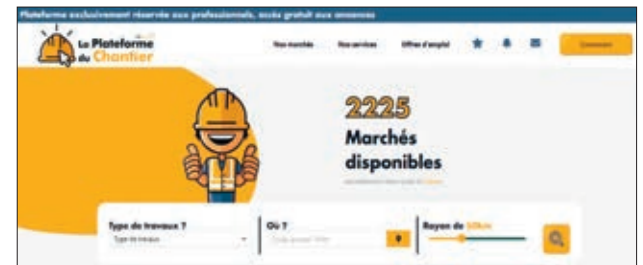 Plateforme exclusivement réservée aux professionnels, accès gratuit aux annonces
La Plateforme
du Chantier
Nos marchés
Nos services
Offres d'emploi
Connexion
2225
Marchés
disponibles
Type de travaux ?
Type de travaux
Où ?
Rayon de 50km